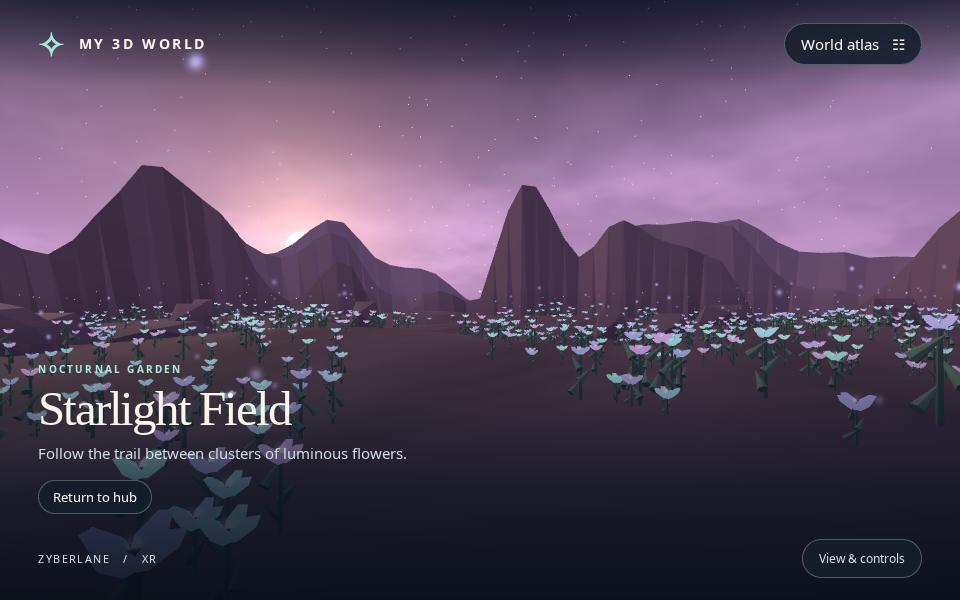 MY 3D WORLD
World atlas
NOCTURNAL GARDEN
Starlight Field
Follow the trail between clusters of luminous flowers.
Return to hub
ZYBERLANE / XR
View & controls